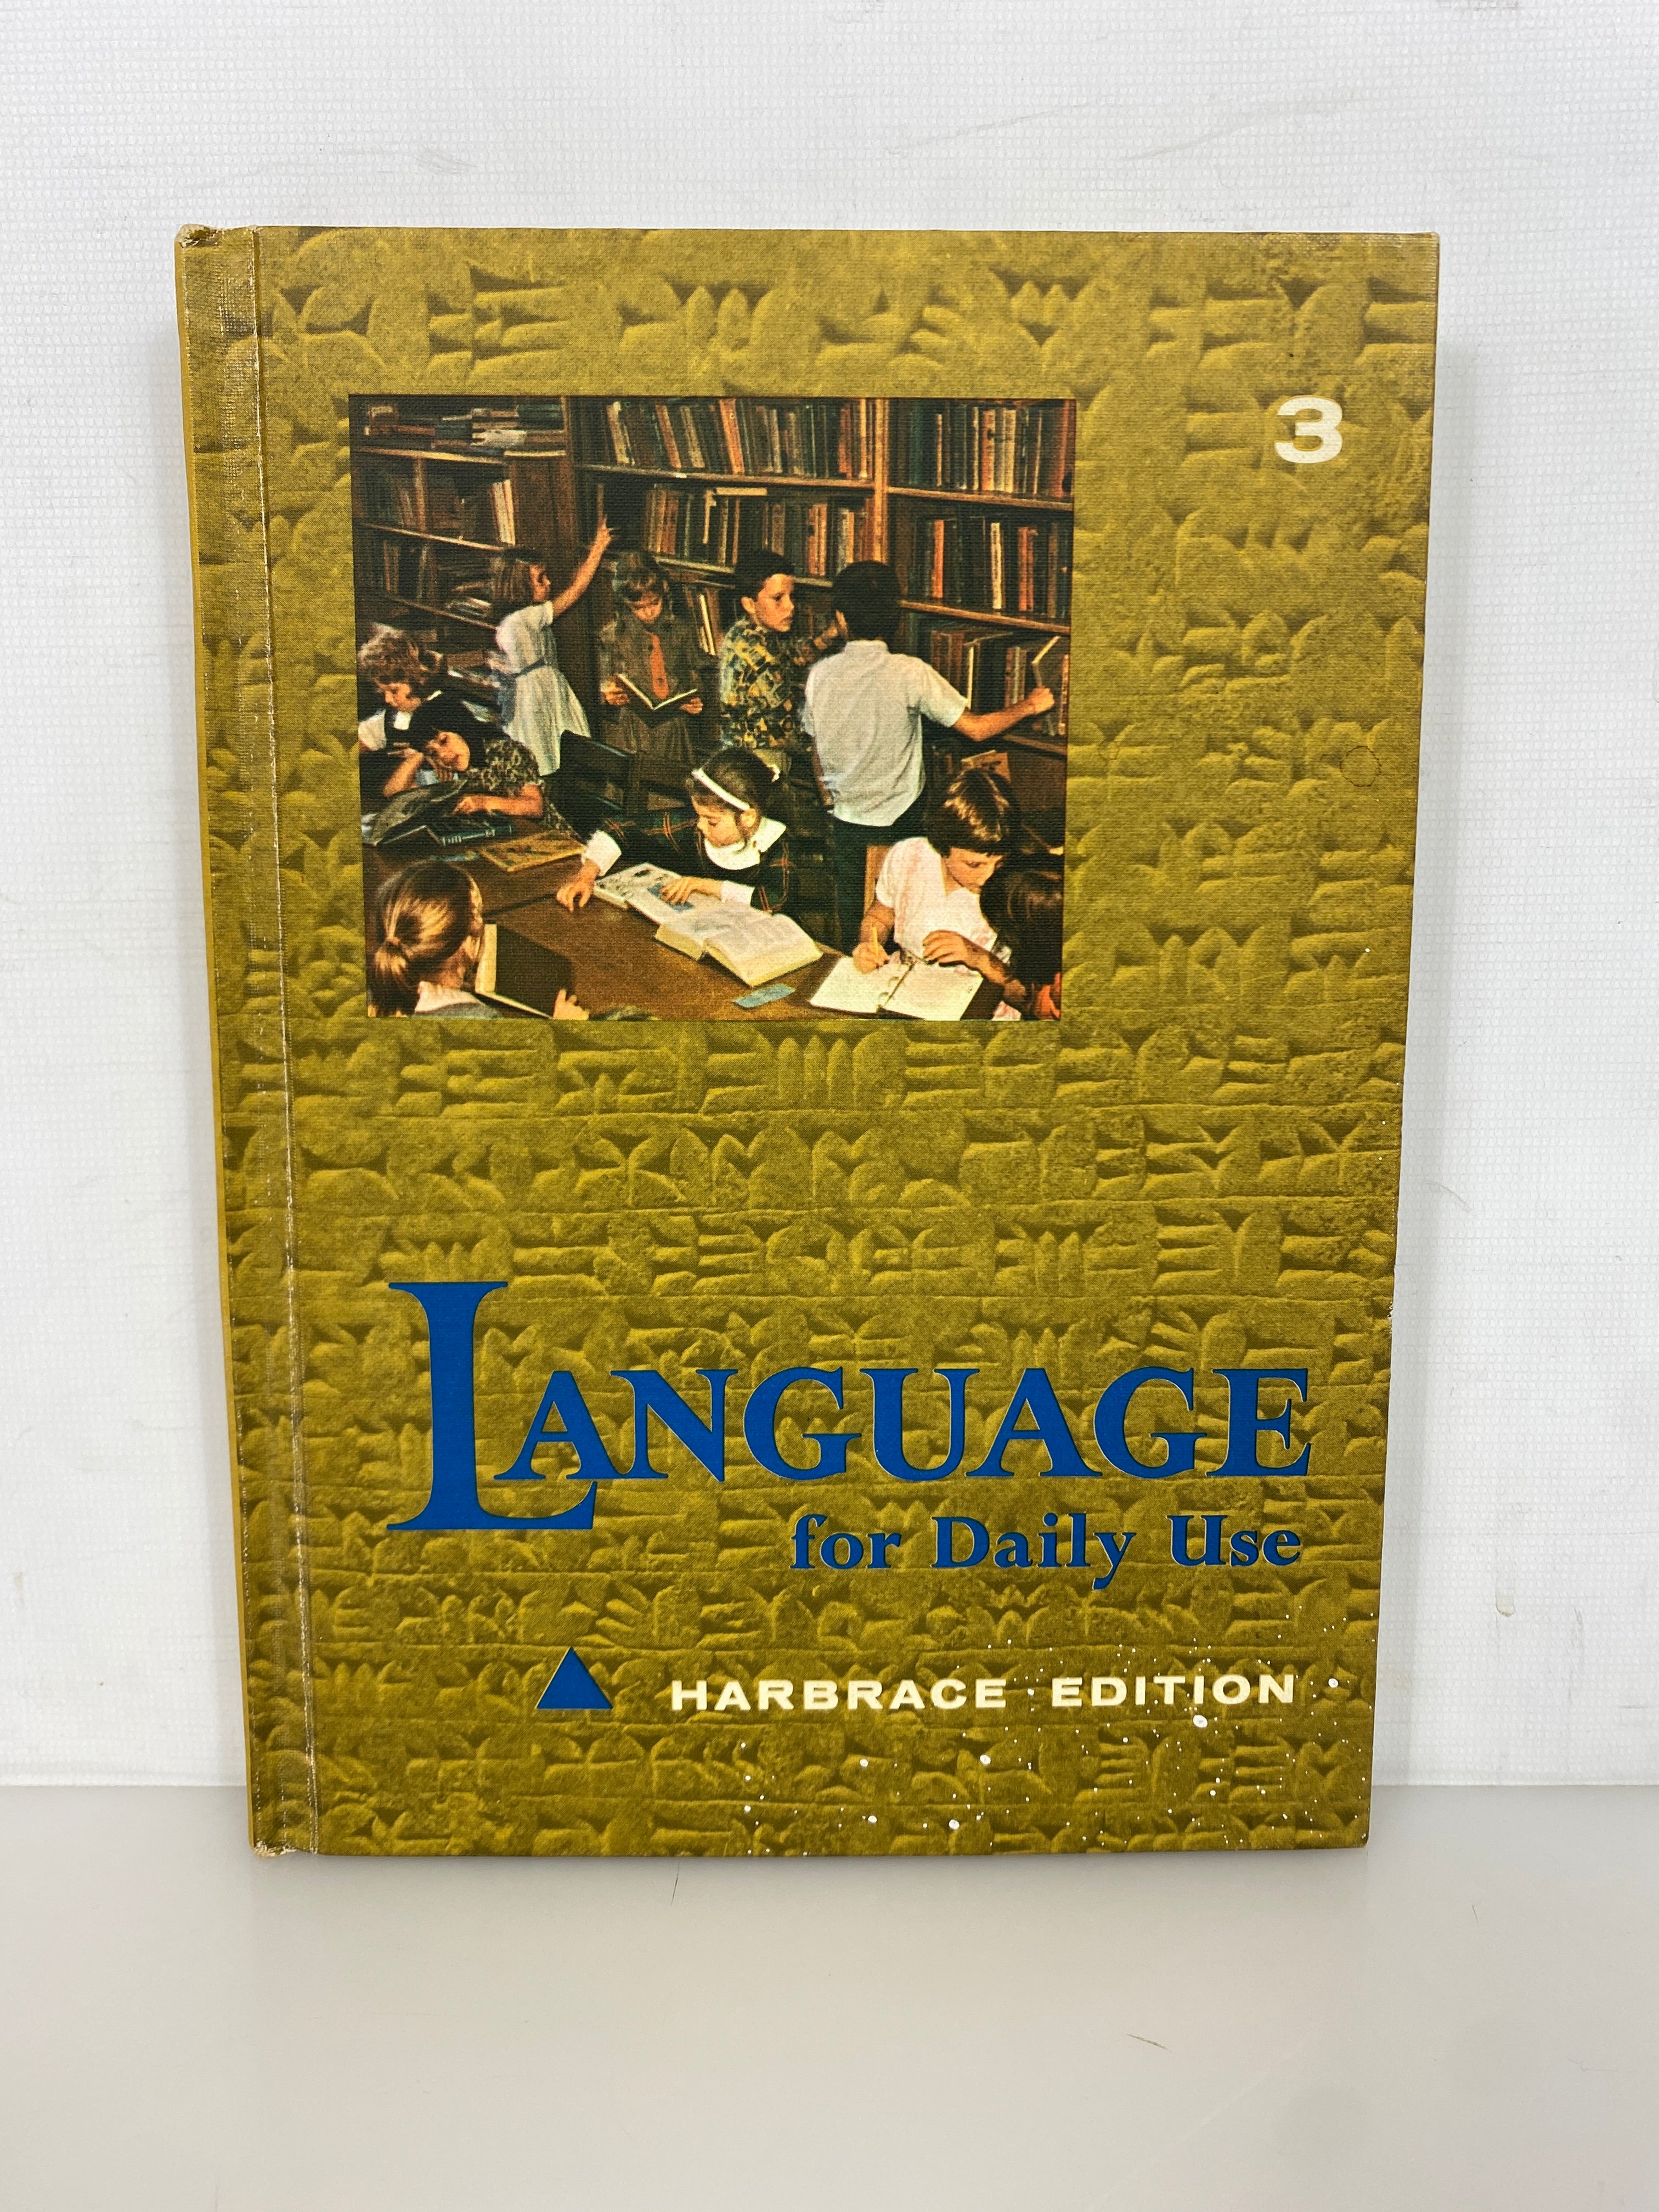 3
LANGUAGE
for Daily Use
HARBRACE EDITION